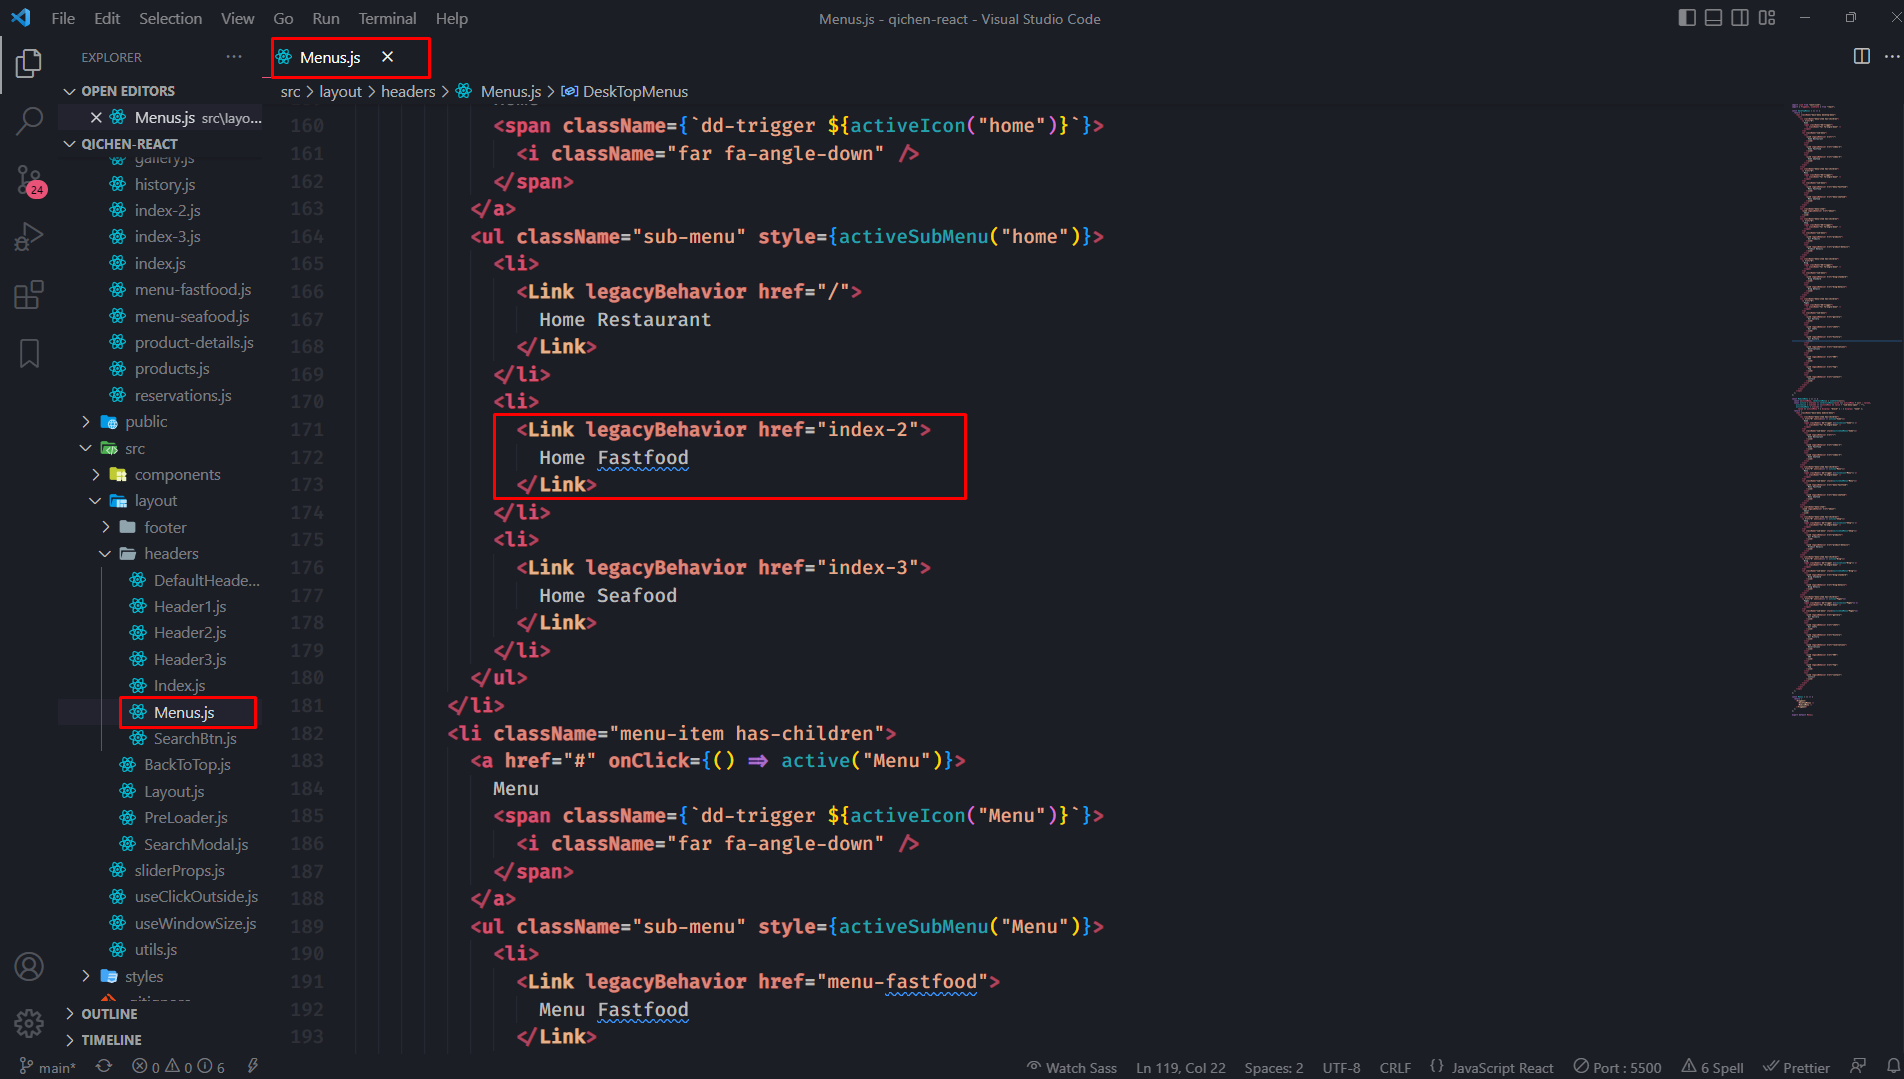 File Edit Selection View Go Run Terminal Help
Menus.js - qichen-react - Visual Studio Code
EXPLORER
OPEN EDITORS
Menus.js src\layo...
QICHEN-REACT
gallery.js
history.js
index-2.js
index-3.js
index.js
menu-fastfood.js
menu-seafood.js
product-details.js
products.js
reservations.js
public
src
components
layout
footer
headers
DefaultHeade...
Header1.js
Header2.js
Header3.js
Index.js
Menus.js
SearchBtn.js
BackToTop.js
Layout.js
PreLoader.js
SearchModal.js
sliderProps.js
useClickOutside.js
useWindowSize.js
utils.js
styles
.gitignore
OUTLINE
TIMELINE
24
Menus.js
src > layout > headers > Menus.js > DeskTopMenus
Home
160 <span className={`dd-trigger ${activeIcon("home")}`}>
161 <i className="far fa-angle-down" />
162 </span>
163 </a>
164 <ul className="sub-menu" style={activeSubMenu("home")}>
165 <li>
166 <Link legacyBehavior href="/">
167 Home Restaurant
168 </Link>
169 </li>
170 <li>
171 <Link legacyBehavior href="index-2">
172 Home Fastfood
173 </Link>
174 </li>
175 <li>
176 <Link legacyBehavior href="index-3">
177 Home Seafood
178 </Link>
179 </li>
180 </ul>
181 </li>
182 <li className="menu-item has-children">
183 <a href="#" onClick={() => active("Menu")}>
184 Menu
185 <span className={`dd-trigger ${activeIcon("Menu")}`}>
186 <i className="far fa-angle-down" />
187 </span>
188 </a>
189 <ul className="sub-menu" style={activeSubMenu("Menu")}>
190 <li>
191 <Link legacyBehavior href="menu-fastfood">
192 Menu Fastfood
193 </Link>
main* 0 0 6 Watch Sass Ln 119, Col 22 Spaces: 2 UTF-8 CRLF {} JavaScript React Port : 5500 6 Spell Prettier